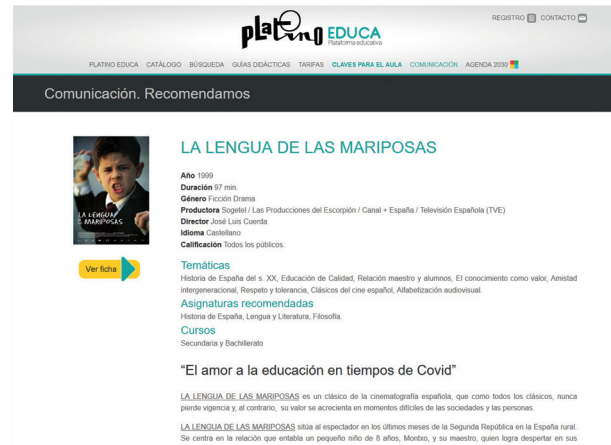 REGISTRO CONTACTO
PLatino EDUCA
Plataforma educativa
PLATINO EDUCA CATÁLOGO BÚSQUEDA GUÍAS DIDÁCTICAS TARIFAS CLAVES PARA EL AULA COMUNICACIÓN AGENDA 2030
Comunicación. Recomendamos
LA LENGUA DE LAS MARIPOSAS
Año 1999
Duración 97 min.
Género Ficción Drama
Productora Sogetel / Las Producciones del Escorpión / Canal + España / Televisión Española (TVE)
Director José Luis Cuerda
Idioma Castellano
Calificación Todos los públicos.
LA LENGUA
DE LAS MARIPOSAS
Ver ficha
Temáticas
Historia de España del s. XX, Educación de Calidad, Relación maestro y alumnos, El conocimiento como valor, Amistad
intergeneracional, Respeto y tolerancia, Clásicos del cine español, Alfabetización audiovisual.
Asignaturas recomendadas
Historia de España, Lengua y Literatura, Filosofía.
Cursos
Secundaria y Bachillerato
“El amor a la educación en tiempos de Covid”
LA LENGUA DE LAS MARIPOSAS es un clásico de la cinematografía española, que como todos los clásicos, nunca
pierde vigencia y, al contrario, su valor se acrecienta en momentos difíciles de las sociedades y las personas.
LA LENGUA DE LAS MARIPOSAS sitúa al espectador en los últimos meses de la Segunda República en la España rural.
Se centra en la relación que entabla un pequeño niño de 8 años, Montxo, y su maestro, quien logra despertar en sus